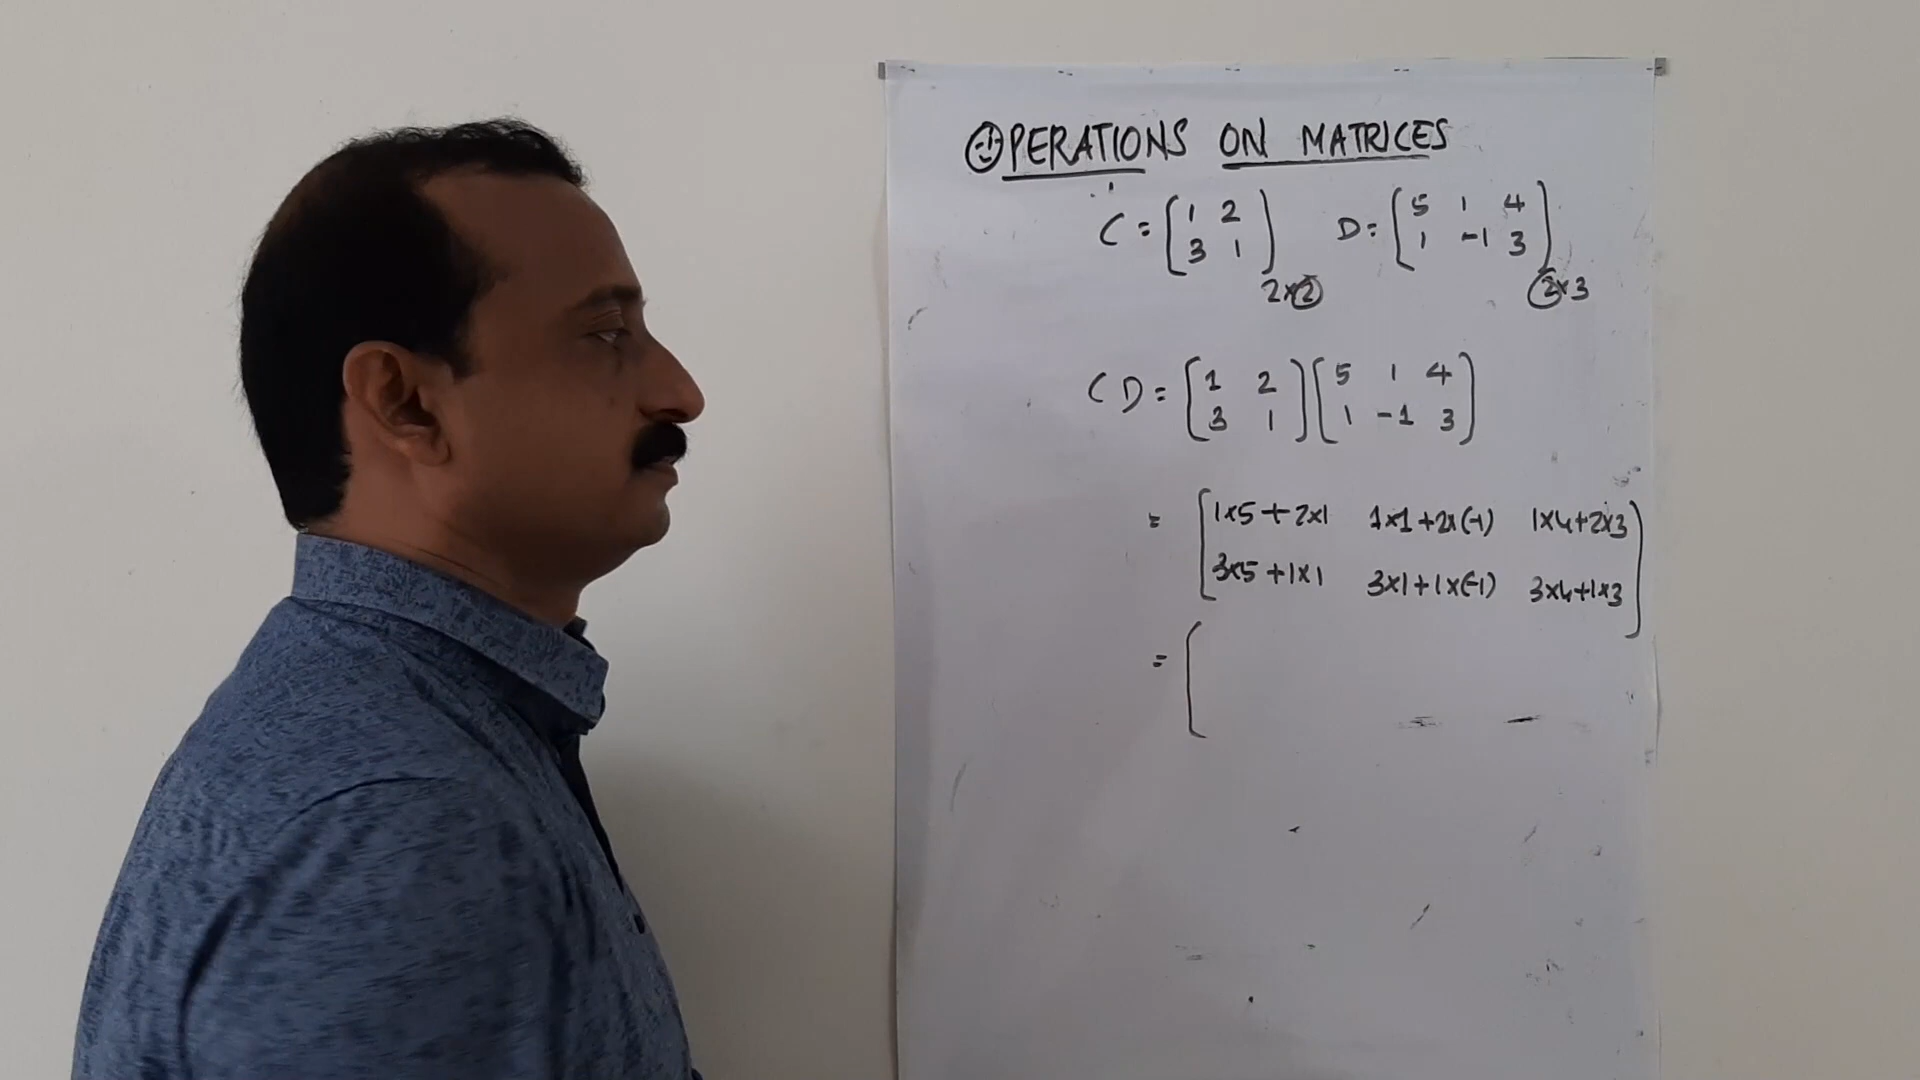 OPERATIONS ON MATRICES
C = [1 2 D = [5 1 4
3 1] 1 -1 3]
2×2 2×3
CD = [1 2 [5 1 4
3 1] 1 -1 3]
= [1×5+2×1 1×1+2×(-1) 1×4+2×3
3×5+1×1 3×1+1×(-1) 3×4+1×3]
= [